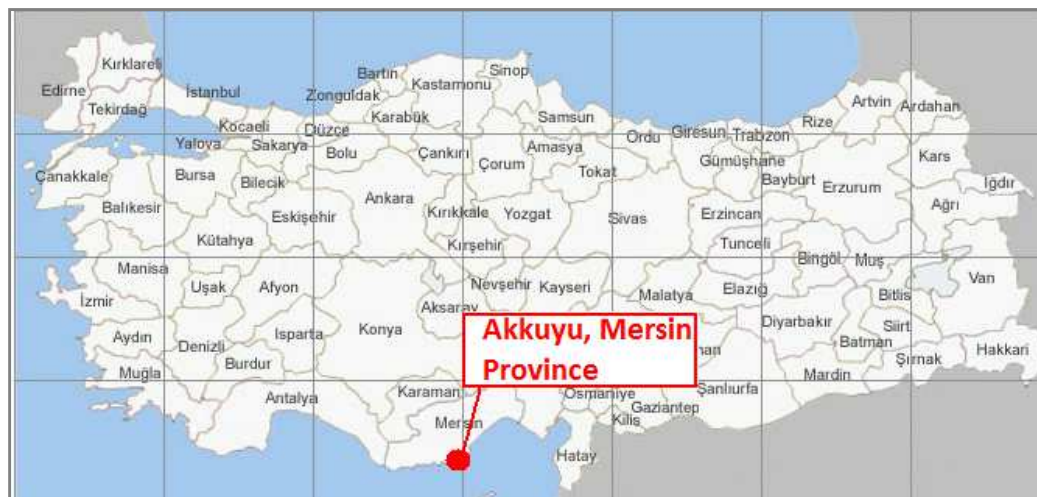 Kırklareli
Edirne
Tekirdağ
İstanbul
Kocaeli
Yalova
Sakarya
Düzce
Zonguldak
Bartın
Karabük
Kastamonu
Sinop
Samsun
Ordu
Giresun
Trabzon
Rize
Artvin
Ardahan
Çanakkale
Bursa
Bilecik
Bolu
Çankırı
Çorum
Amasya
Tokat
Gümüşhane
Bayburt
Erzurum
Kars
Iğdır
Balıkesir
Kütahya
Eskişehir
Ankara
Kırıkkale
Yozgat
Sivas
Erzincan
Tunceli
Ağrı
Kırşehir
Manisa
Uşak
Afyon
Aksaray
Nevşehir
Kayseri
Malatya
Elazığ
Bingöl
Muş
Bitlis
Van
İzmir
Aydın
Denizli
Isparta
Burdur
Konya
Diyarbakır
Batman
Siirt
Şırnak
Hakkari
Akkuyu, Mersin
Province
Muğla
Antalya
Karaman
Mersin
Osmaniye
Gaziantep
Kilis
Şanlıurfa
Mardin
Hatay